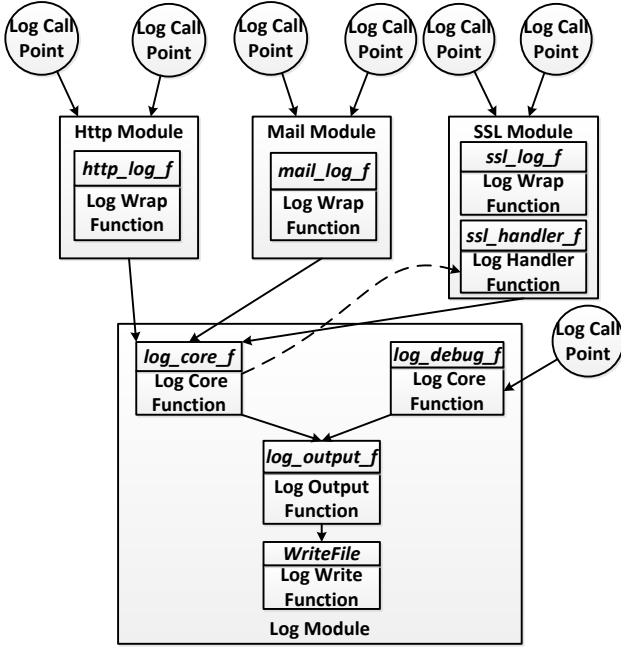 Log Call
Point
Log Call
Point
Log Call
Point
Log Call
Point
Log Call
Point
Log Call
Point
Http Module
http_log_f
Log Wrap
Function
Mail Module
mail_log_f
Log Wrap
Function
SSL Module
ssl_log_f
Log Wrap
Function
ssl_handler_f
Log Handler
Function
log_core_f
Log Core
Function
log_debug_f
Log Core
Function
Log Call
Point
log_output_f
Log Output
Function
WriteFile
Log Write
Function
Log Module